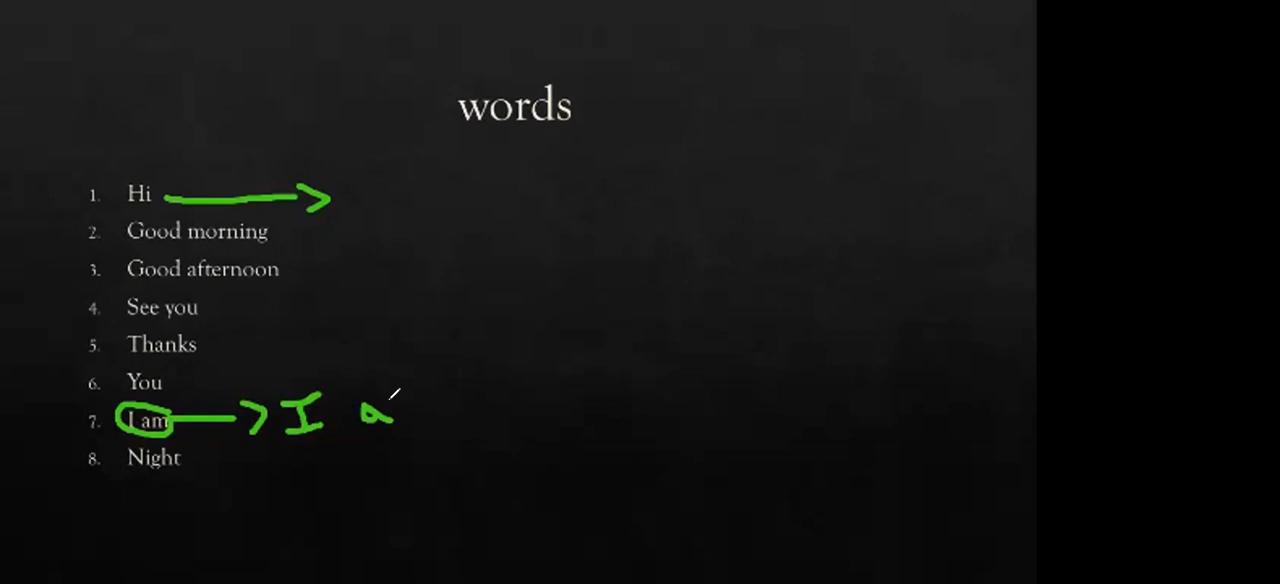 words
1. Hi
2. Good morning
3. Good afternoon
4. See you
5. Thanks
6. You
7. I am → I a
8. Night